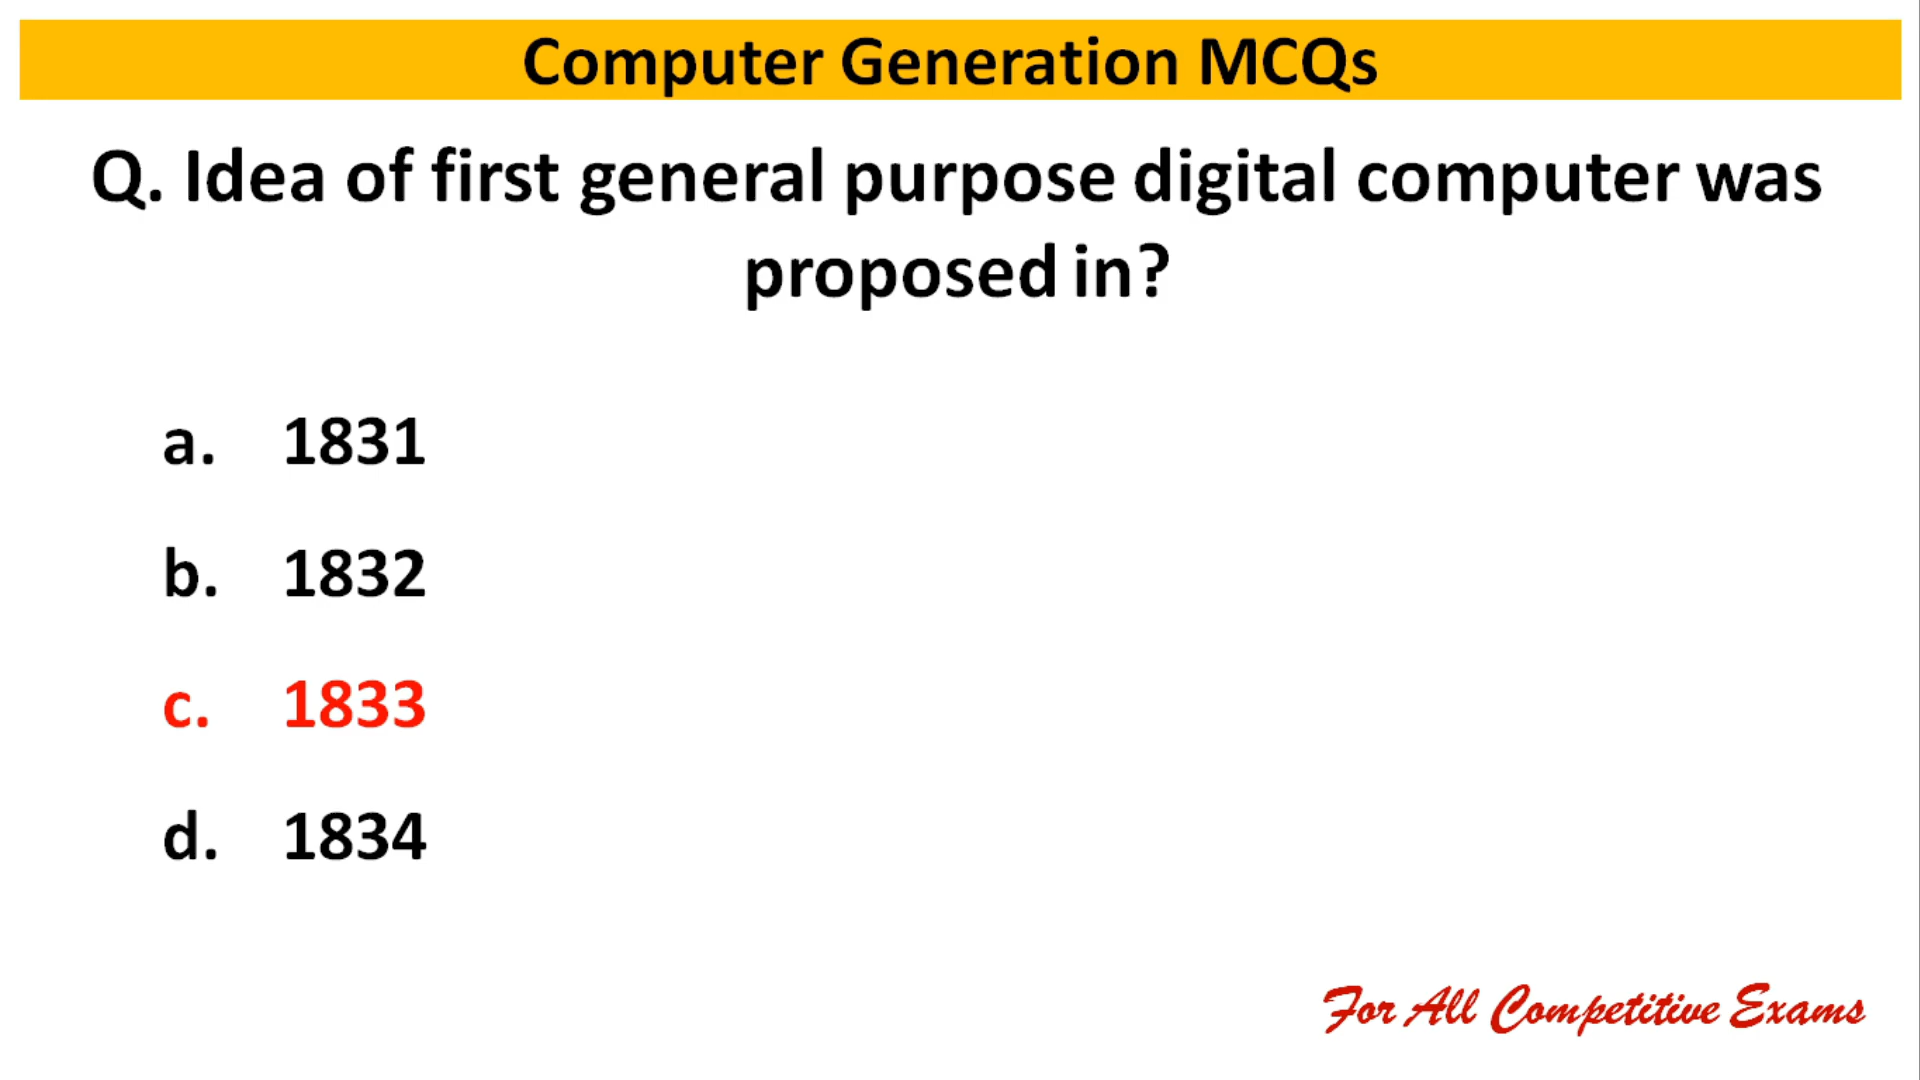 Computer Generation MCQs
Q. Idea of first general purpose digital computer was
proposed in?
a. 1831
b. 1832
c. 1833
d. 1834
For All Competitive Exams